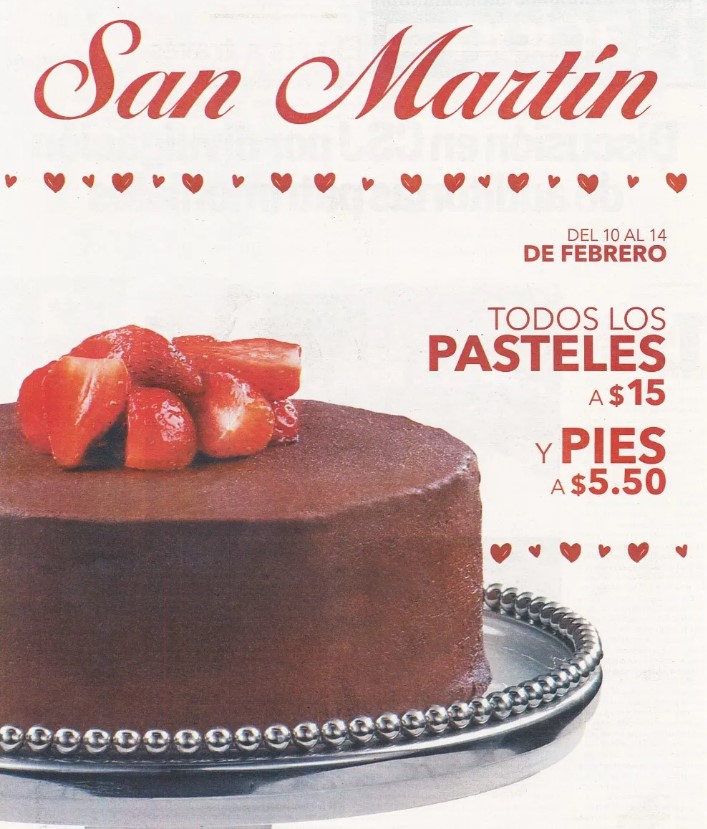 San Martín
DEL 10 AL 14
DE FEBRERO
TODOS LOS
PASTELES
A $15
Y PIES
A $5.50